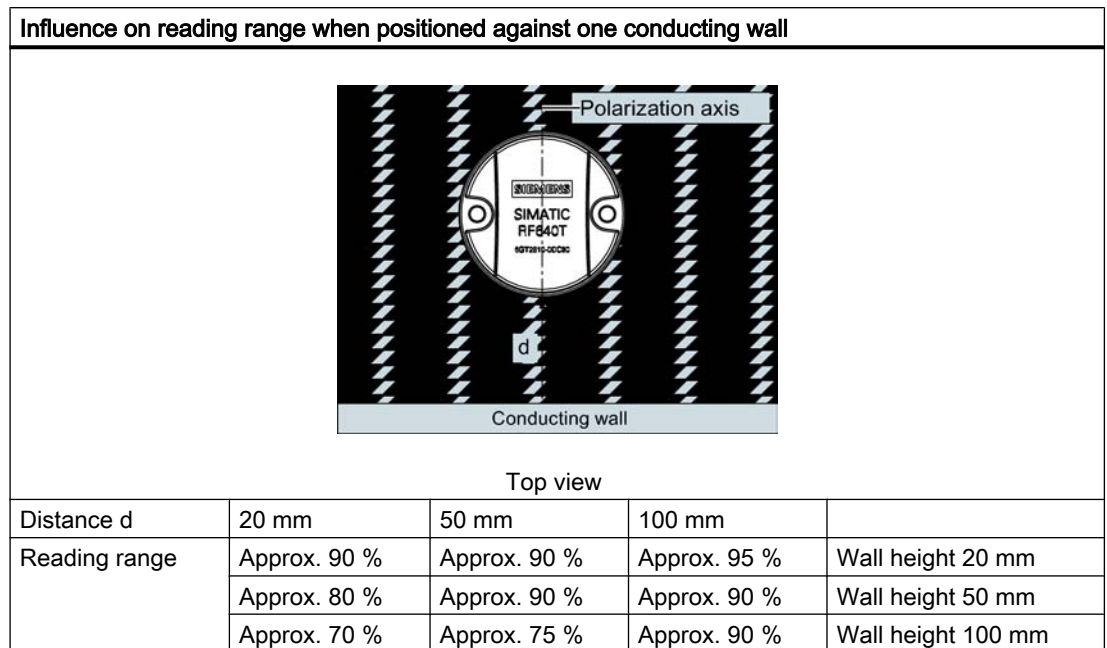 Influence on reading range when positioned against one conducting wall
Polarization axis
SIEMENS
SIMATIC
RF640T
d
Conducting wall
Top view
Distance d 20 mm 50 mm 100 mm
Reading range Approx. 90 % Approx. 90 % Approx. 95 % Wall height 20 mm
Approx. 80 % Approx. 90 % Approx. 90 % Wall height 50 mm
Approx. 70 % Approx. 75 % Approx. 90 % Wall height 100 mm